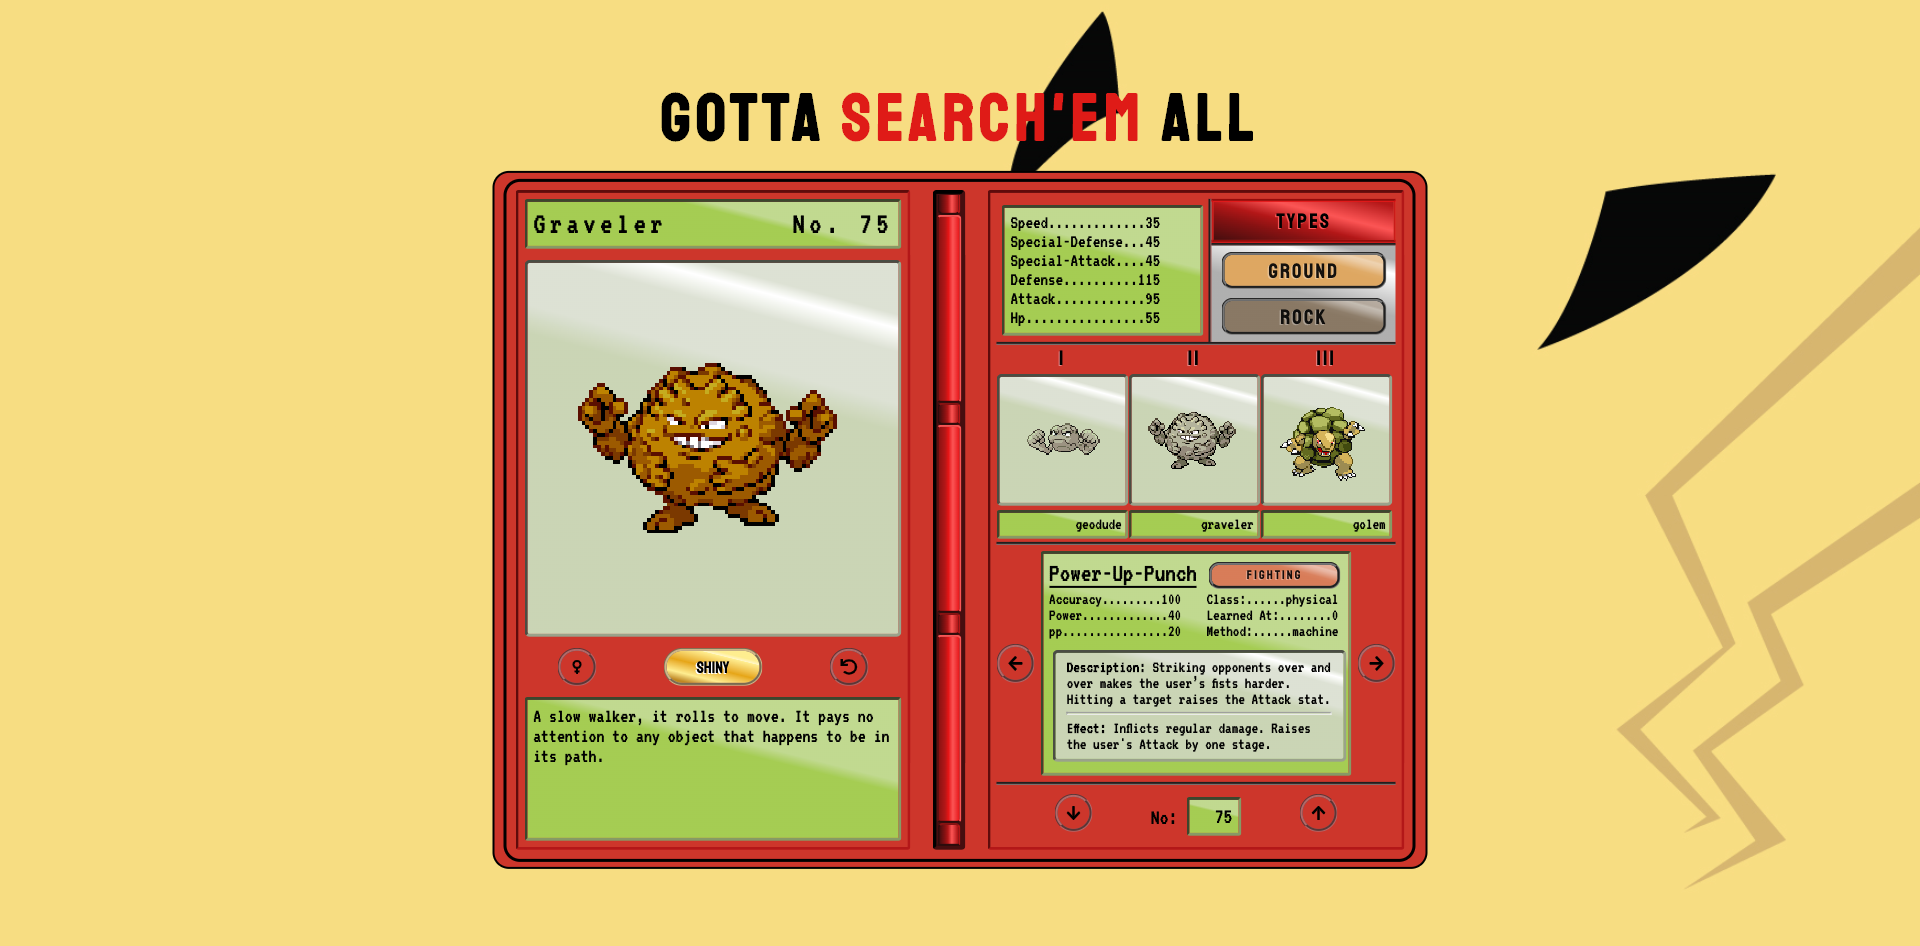 GOTTA SEARCH'EM ALL
Graveler No. 75
SHINY
A slow walker, it rolls to move. It pays no
attention to any object that happens to be in
its path.
Speed.............35
Special-Defense...45
Special-Attack....45
Defense..........115
Attack............95
Hp................55
TYPES
GROUND
ROCK
I II III
geodude graveler golem
Power-Up-Punch FIGHTING
Accuracy.........100 Class:......physical
Power.............40 Learned At:........0
pp................20 Method:......machine
Description: Striking opponents over and
over makes the user’s fists harder.
Hitting a target raises the Attack stat.
Effect: Inflicts regular damage. Raises
the user's Attack by one stage.
No: 75